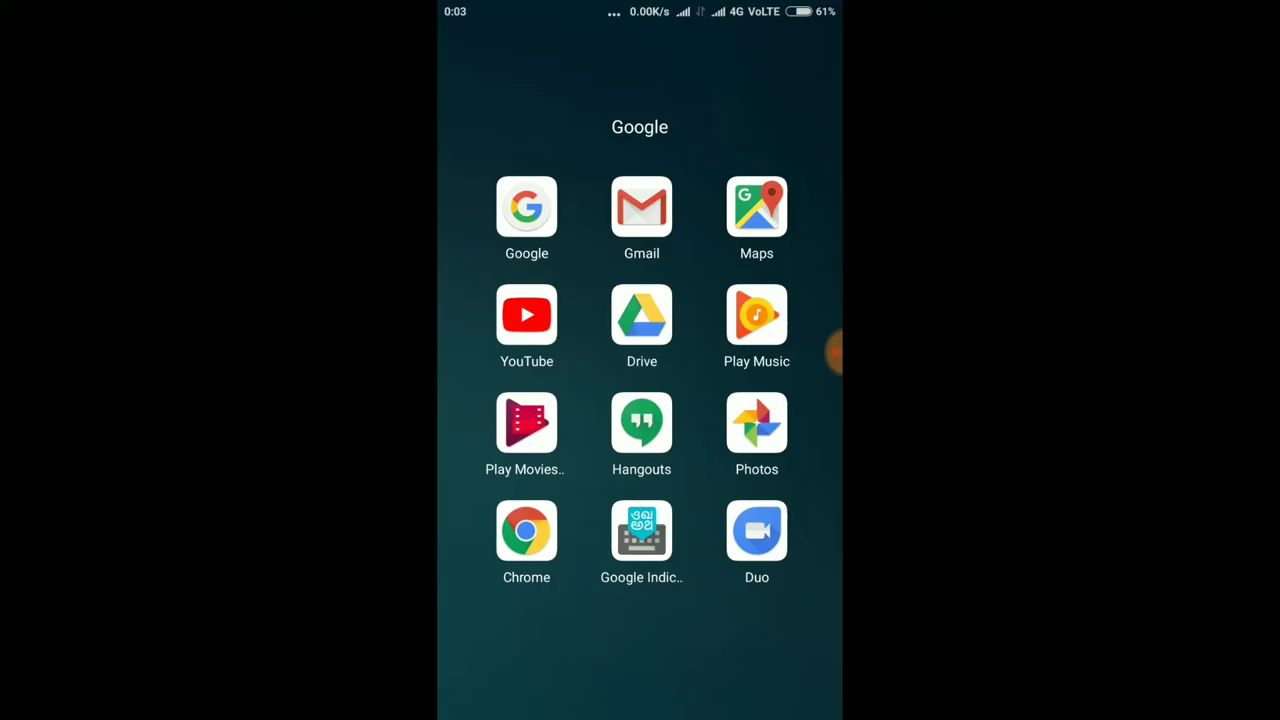 0:03 ... 0.00K/s 4G VoLTE 61%
Google
Google Gmail Maps
YouTube Drive Play Music
Play Movies.. Hangouts Photos
Chrome Google Indic.. Duo